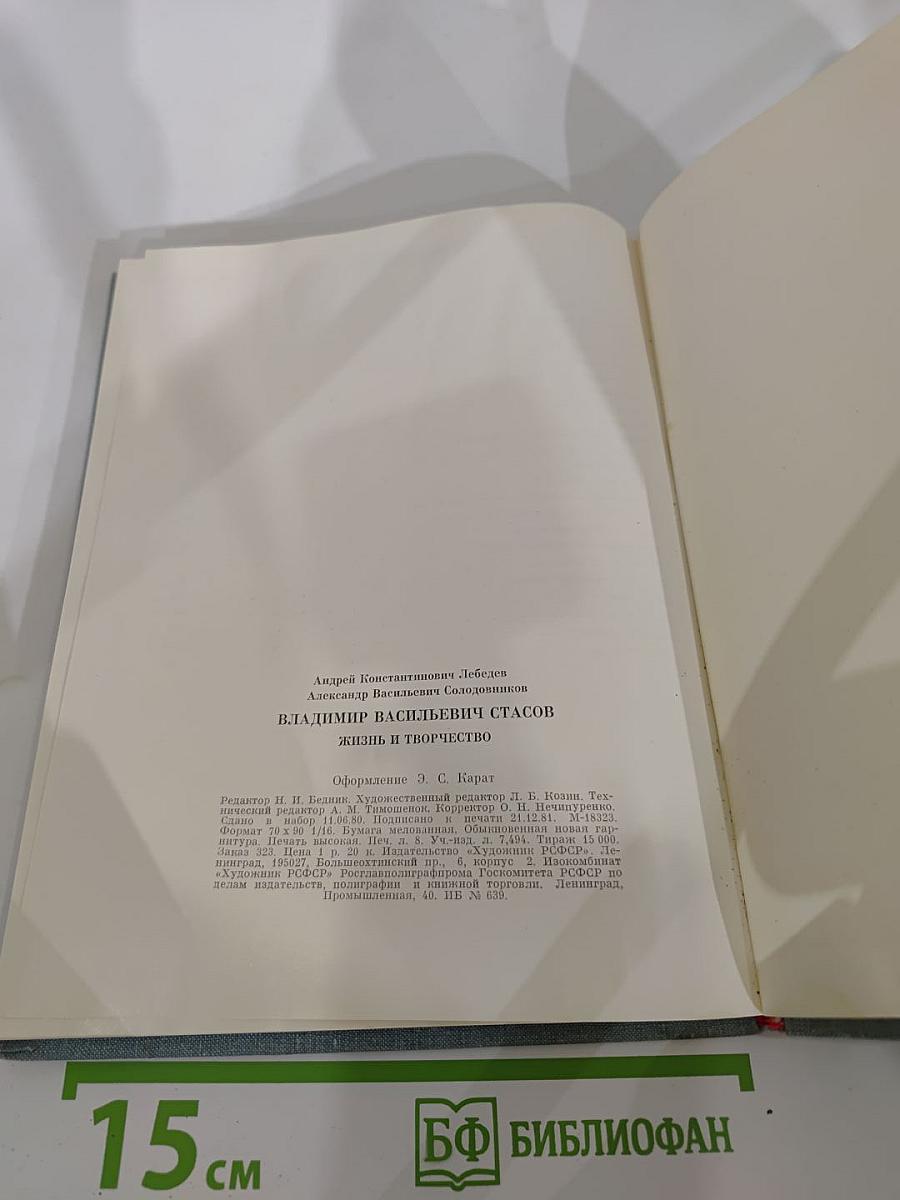 Андрей Константинович Лебедев
Александр Васильевич Солодовников
ВЛАДИМИР ВАСИЛЬЕВИЧ СТАСОВ
ЖИЗНЬ И ТВОРЧЕСТВО
Оформление Э. С. Карат
Редактор Н. И. Бедник. Художественный редактор Л. Б. Козин. Тех-
нический редактор А. М. Тимошенок. Корректор О. Н. Нечипуренко.
Сдано в набор 11.06.80. Подписано к печати 21.12.81. М-18323.
Формат 70 x 90 1/16. Бумага мелованная. Обыкновенная новая гар-
нитура. Печать высокая. Печ. л. 8. Уч.-изд. л. 7,494. Тираж 15 000.
Заказ 323. Цена 1 р. 20 к. Издательство «Художник РСФСР». Ле-
нинград, 195027, Большеохтинский пр., 6, корпус 2. Изокомбинат
«Художник РСФСР» Росглавполиграфпрома Госкомитета РСФСР по
делам издательств, полиграфии и книжной торговли. Ленинград,
Промышленная, 40. ИБ № 639.
15 см
БФ БИБЛИОФАН